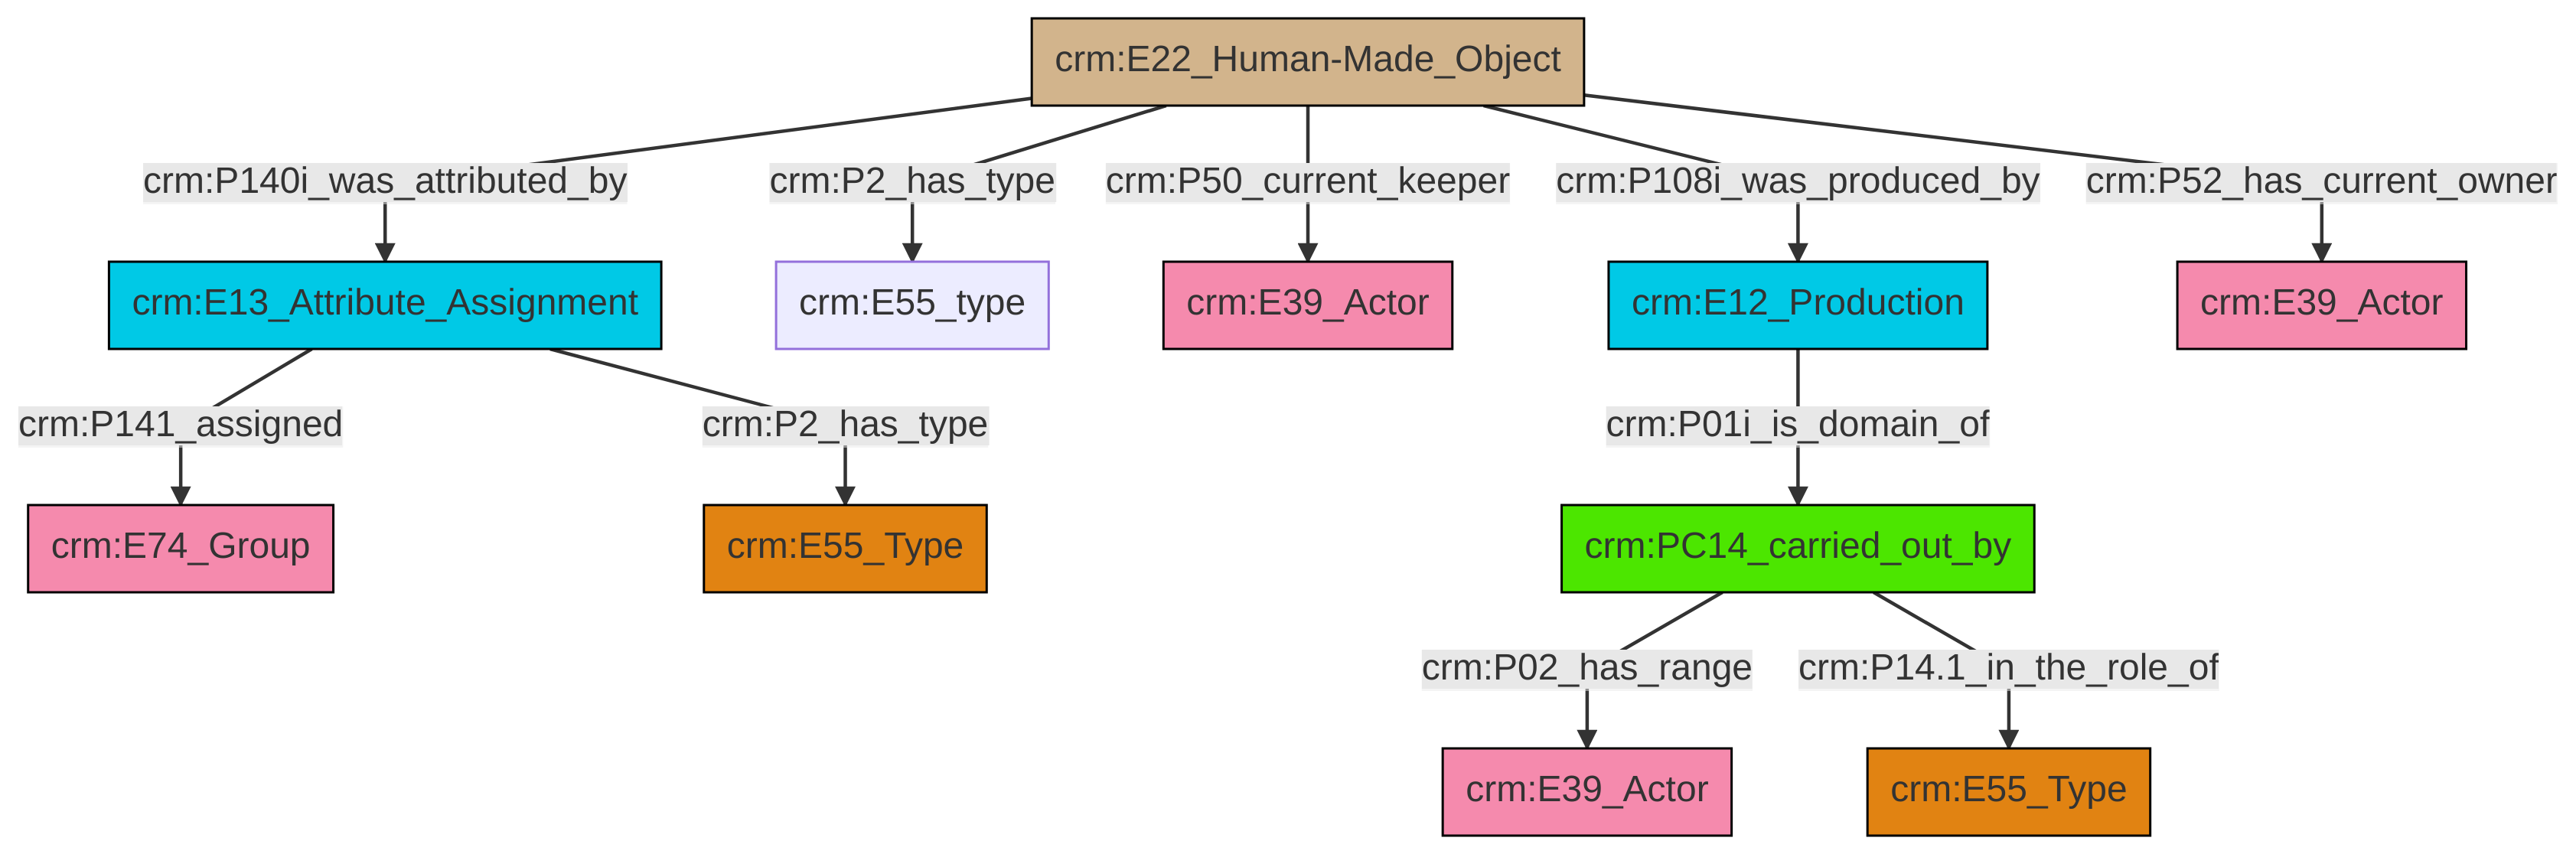 crm:E22_Human-Made_Object
crm:P140i_was_attributed_by
crm:P2_has_type
crm:P50_current_keeper
crm:P108i_was_produced_by
crm:P52_has_current_owner
crm:E13_Attribute_Assignment
crm:E55_type
crm:E39_Actor
crm:E12_Production
crm:E39_Actor
crm:P141_assigned
crm:P2_has_type
crm:P01i_is_domain_of
crm:E74_Group
crm:E55_Type
crm:PC14_carried_out_by
crm:P02_has_range
crm:P14.1_in_the_role_of
crm:E39_Actor
crm:E55_Type